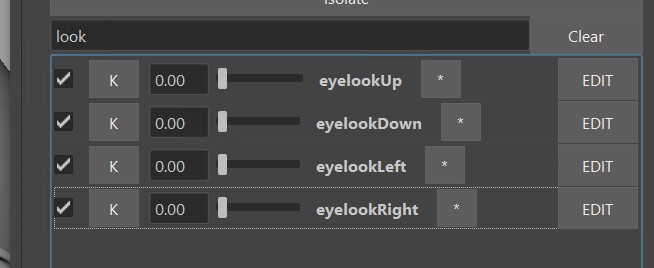 Isolate
look Clear
K 0.00 eyelookUp * EDIT
K 0.00 eyelookDown * EDIT
K 0.00 eyelookLeft * EDIT
K 0.00 eyelookRight * EDIT